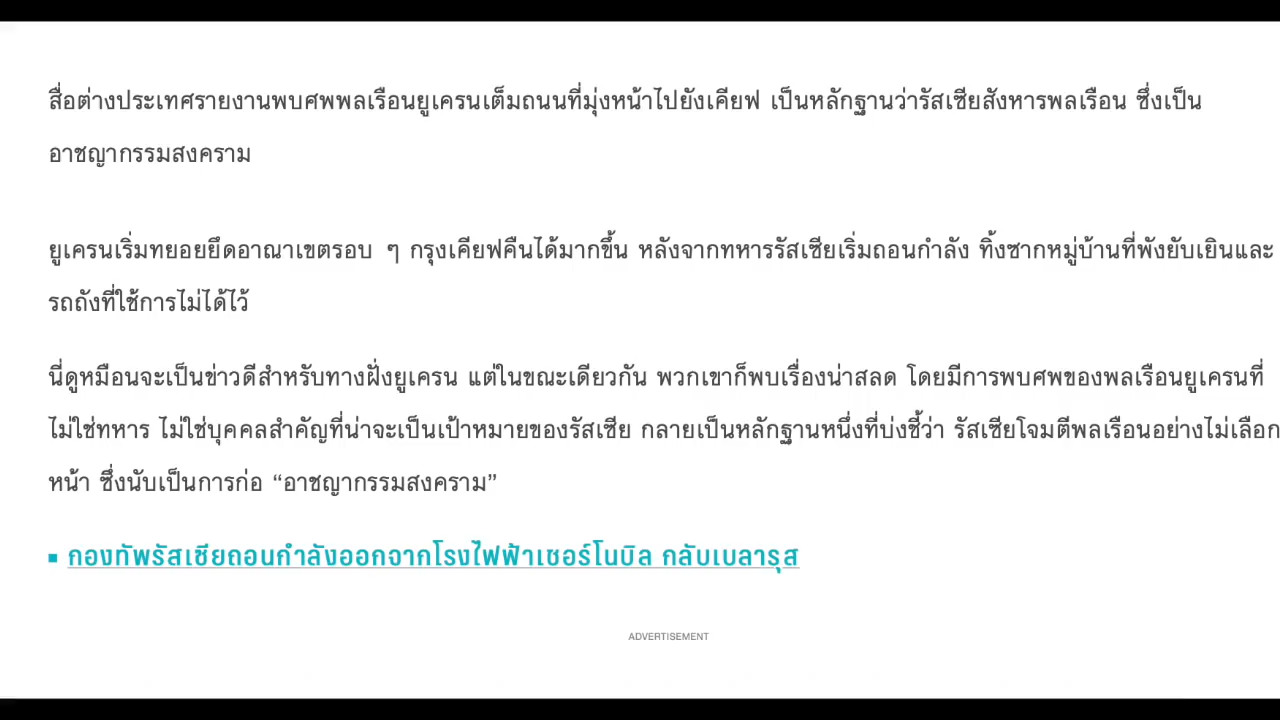 สื่อต่างประเทศรายงานพบศพพลเรือนยูเครนเต็มถนนที่มุ่งหน้าไปยังเคียฟ เป็นหลักฐานว่ารัสเซียสังหารพลเรือน ซึ่งเป็น
อาชญากรรมสงคราม
ยูเครนเริ่มทยอยยึดอาณาเขตรอบ ๆ กรุงเคียฟคืนได้มากขึ้น หลังจากทหารรัสเซียเริ่มถอนกำลัง ทิ้งซากหมู่บ้านที่พังยับเยินและ
รถถังที่ใช้การไม่ได้ไว้
นี่ดูหมือนจะเป็นข่าวดีสำหรับทางฝั่งยูเครน แต่ในขณะเดียวกัน พวกเขาก็พบเรื่องน่าสลด โดยมีการพบศพของพลเรือนยูเครนที่
ไม่ใช่ทหาร ไม่ใช่บุคคลสำคัญที่น่าจะเป็นเป้าหมายของรัสเซีย กลายเป็นหลักฐานหนึ่งที่บ่งชี้ว่า รัสเซียโจมตีพลเรือนอย่างไม่เลือก
หน้า ซึ่งนับเป็นการก่อ “อาชญากรรมสงคราม”
▪ กองทัพรัสเซียถอนกำลังออกจากโรงไฟฟ้าเชอร์โนบิล กลับเบลารุส
ADVERTISEMENT